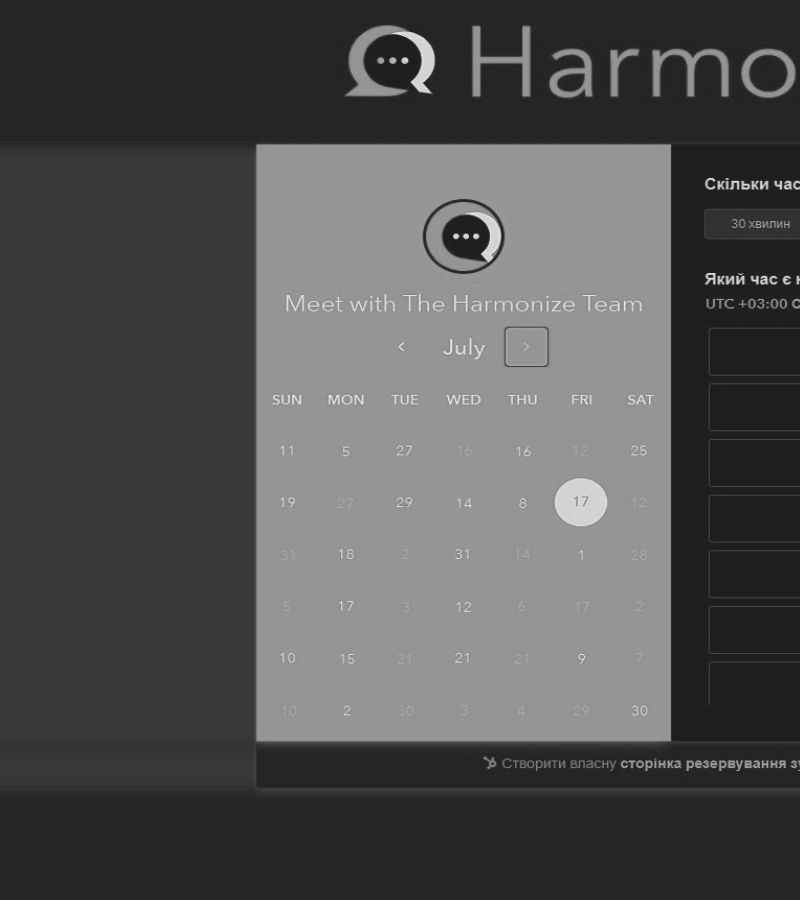 Harmo
Meet with The Harmonize Team
July
SUN MON TUE WED THU FRI SAT
11 5 27 16 16 12 25
19 27 29 14 8 17 12
31 18 2 31 14 1 28
5 17 3 12 6 17 2
10 15 21 21 21 9 7
10 2 30 3 4 29 30
Скільки час
30 хвилин
Який час є н
UTC +03:00 С
Створити власну сторінка резервування зу